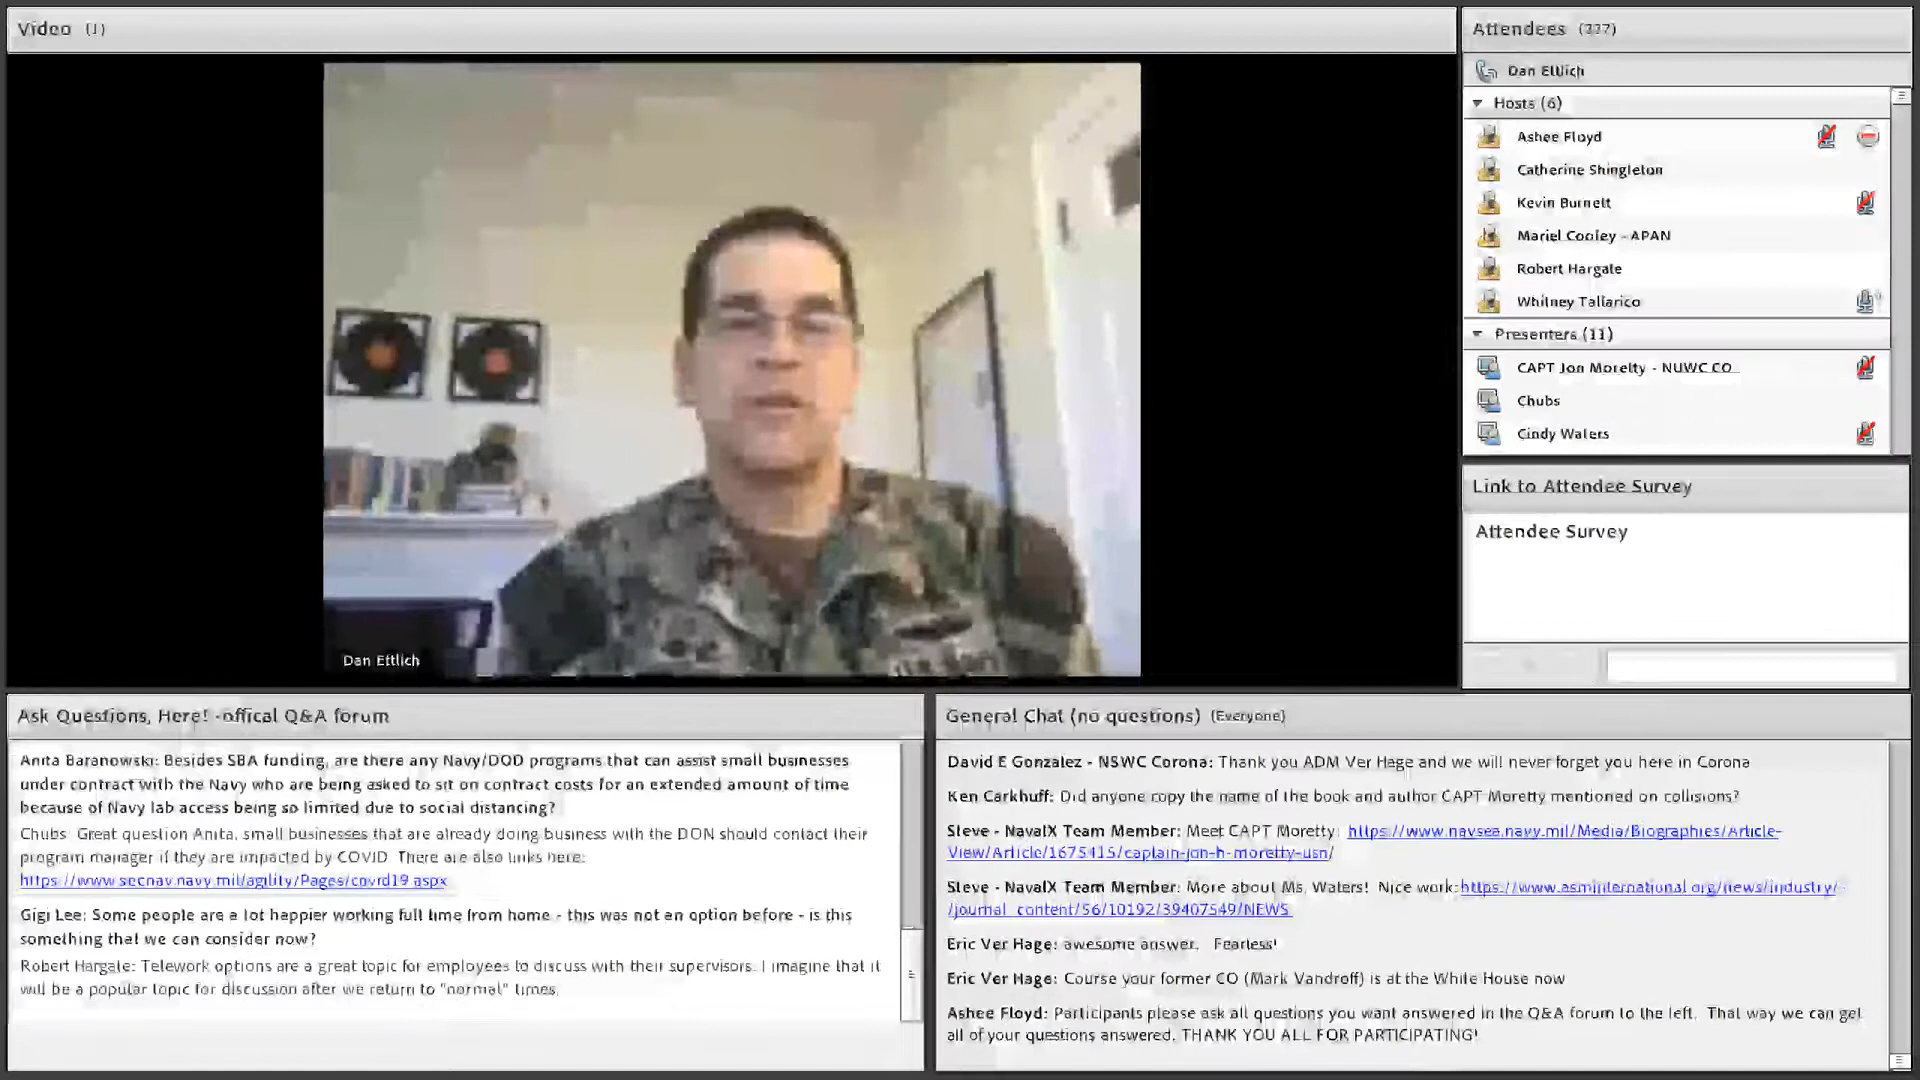 Video (1)
Dan Ettlich
Attendees (337)
Dan Ettlich
Hosts (6)
Ashee Floyd
Catherine Shingleton
Kevin Burnett
Mariel Cooley - APAN
Robert Hargate
Whitney Tallarico
Presenters (11)
CAPT Jon Moretty - NUWC CO
Chubs
Cindy Waters
Link to Attendee Survey
Attendee Survey
Ask Questions, Here! -offical Q&A forum
Anita Baranowski: Besides SBA funding, are there any Navy/DOD programs that can assist small businesses
under contract with the Navy who are being asked to sit on contract costs for an extended amount of time
because of Navy lab access being so limited due to social distancing?
Chubs: Great question Anita, small businesses that are already doing business with the DON should contact their
program manager if they are impacted by COVID. There are also links here:
https://www.secnav.navy.mil/agility/Pages/covid19.aspx
Gigi Lee: Some people are a lot happier working full time from home - this was not an option before - is this
something that we can consider now?
Robert Hargate: Telework options are a great topic for employees to discuss with their supervisors. I imagine that it
will be a popular topic for discussion after we return to "normal" times.
General Chat (no questions) (Everyone)
David E Gonzalez - NSWC Corona: Thank you ADM Ver Hage and we will never forget you here in Corona
Ken Carkhuff: Did anyone copy the name of the book and author CAPT Moretty mentioned on collisions?
Steve - NavalX Team Member: Meet CAPT Moretty: https://www.navsea.navy.mil/Media/Biographies/Article-
View/Article/1675415/captain-jon-h-moretty-usn/
Steve - NavalX Team Member: More about Ms. Waters! Nice work:https://www.asminternational.org/news/industry/-
/journal_content/56/10192/39407549/NEWS
Eric Ver Hage: awesome answer. Fearless!
Eric Ver Hage: Course your former CO (Mark Vandroff) is at the White House now
Ashee Floyd: Participants please ask all questions you want answered in the Q&A forum to the left. That way we can get
all of your questions answered. THANK YOU ALL FOR PARTICIPATING!